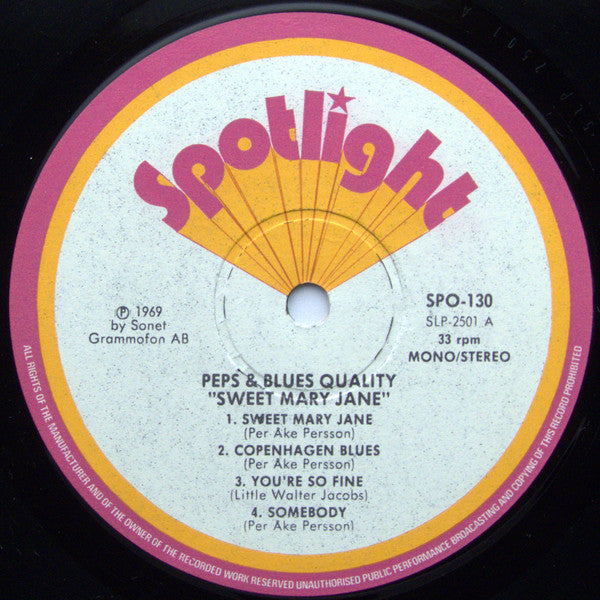 Spotlight
℗ 1969
by Sonet
Grammofon AB
SPO-130
SLP-2501 A
33 rpm
MONO/STEREO
PEPS & BLUES QUALITY
"SWEET MARY JANE"
1. SWEET MARY JANE
(Per Åke Persson)
2. COPENHAGEN BLUES
(Per Åke Persson)
3. YOU'RE SO FINE
(Little Walter Jacobs)
4. SOMEBODY
(Per Åke Persson)
ALL RIGHTS OF THE MANUFACTURER AND OF THE OWNER OF THE RECORDED WORK RESERVED UNAUTHORISED PUBLIC PERFORMANCE BROACASTING AND COPYING OF THIS RECORD PROHIBITED